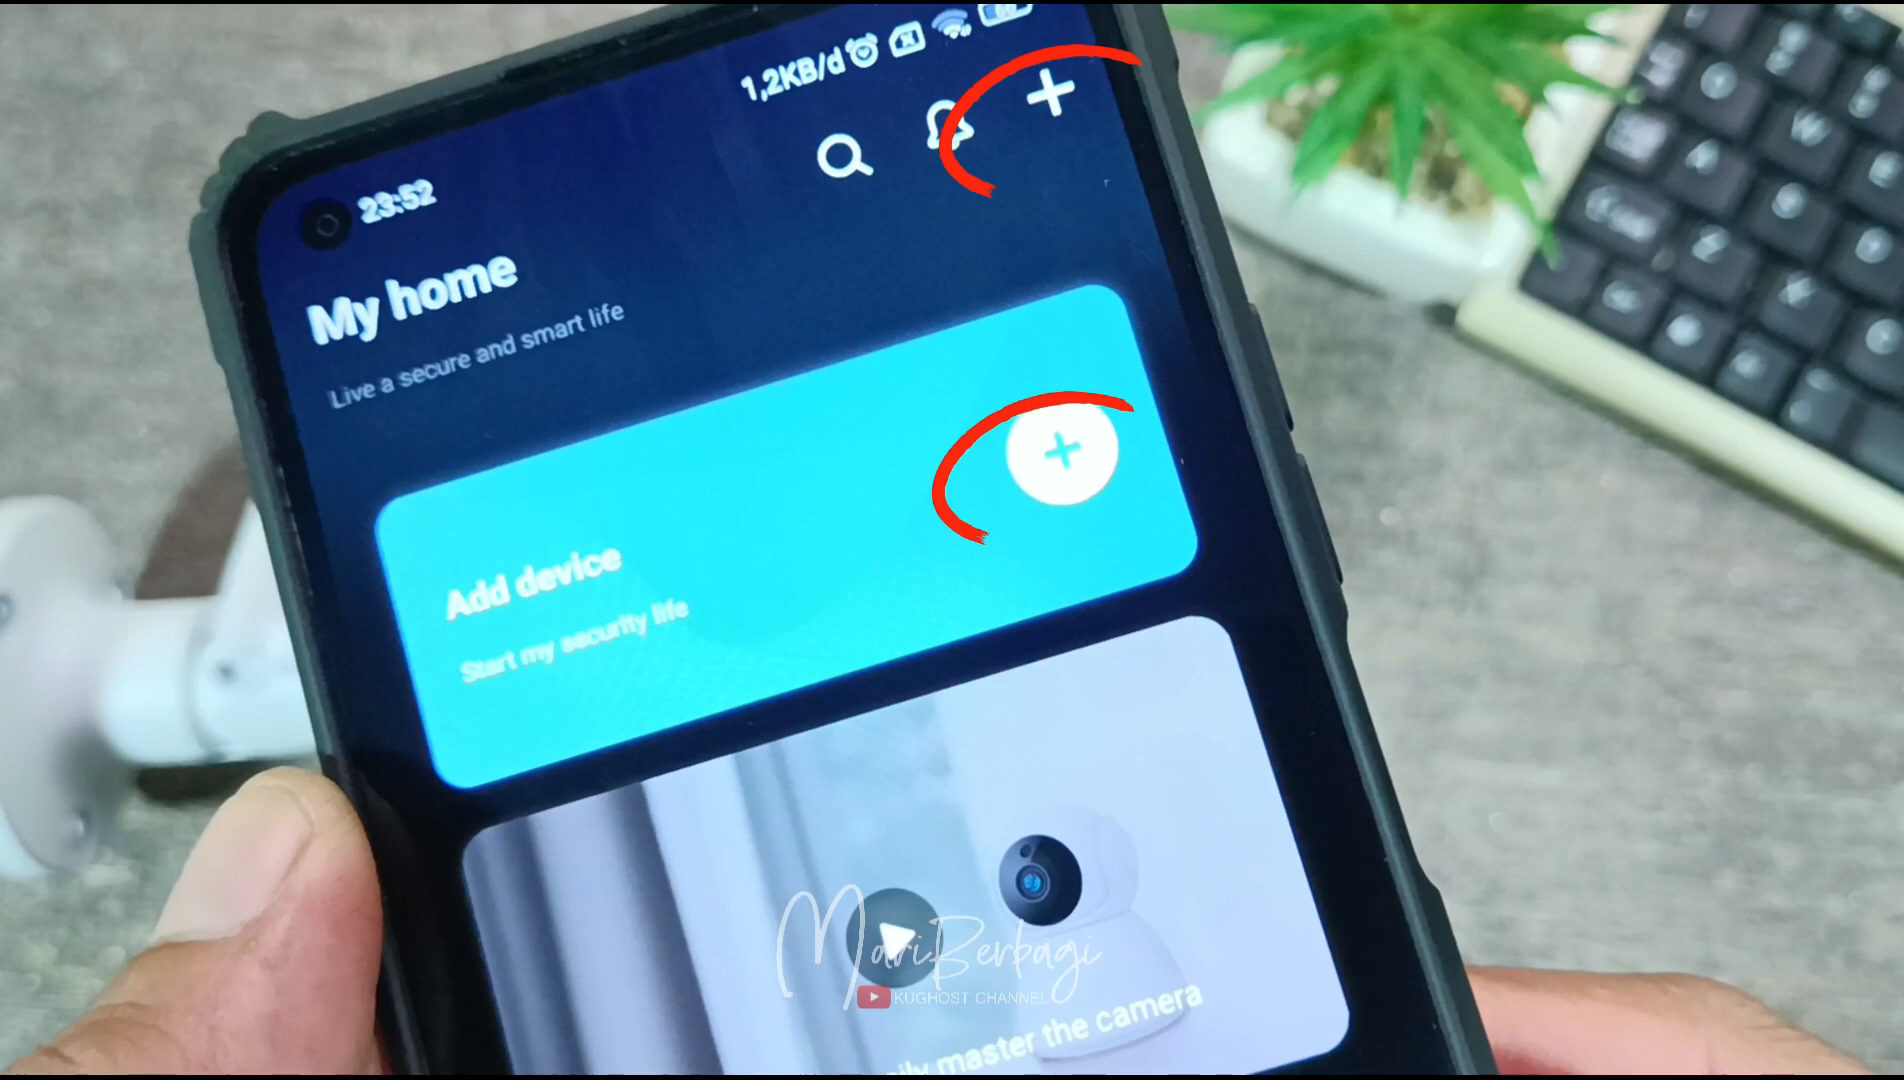 1,2KB/d
23:52
My home
Live a secure and smart life
Add device
Start my security life
MariBerbagi
KUGHOST CHANNEL
master the camera